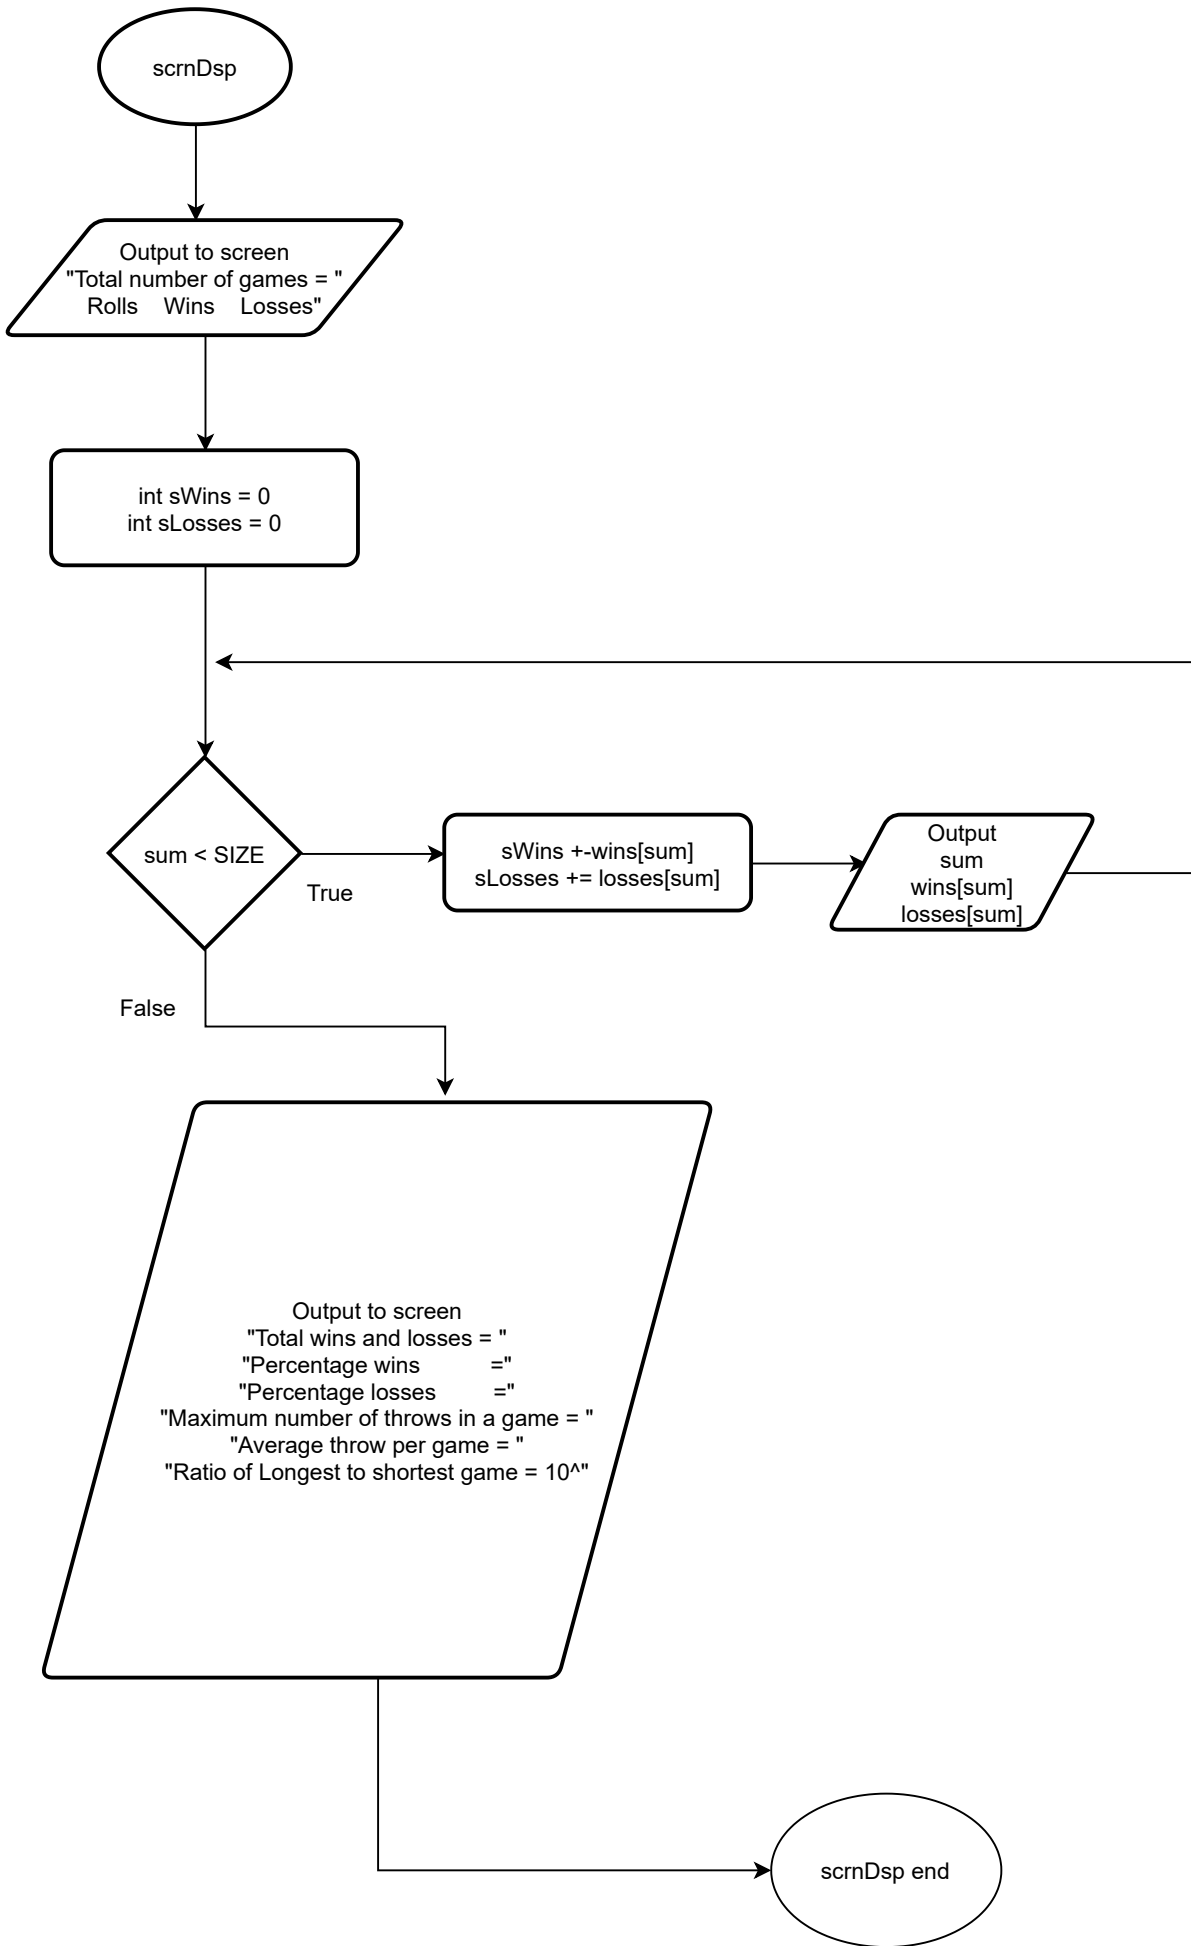 scrnDsp
Output to screen
"Total number of games = "
Rolls    Wins    Losses"
int sWins = 0
int sLosses = 0
sum < SIZE
True
sWins +-wins[sum]
sLosses += losses[sum]
Output
sum
wins[sum]
losses[sum]
False
Output to screen
"Total wins and losses = "
"Percentage wins           ="
"Percentage losses         ="
"Maximum number of throws in a game = "
"Average throw per game = "
"Ratio of Longest to shortest game = 10^"
scrnDsp end